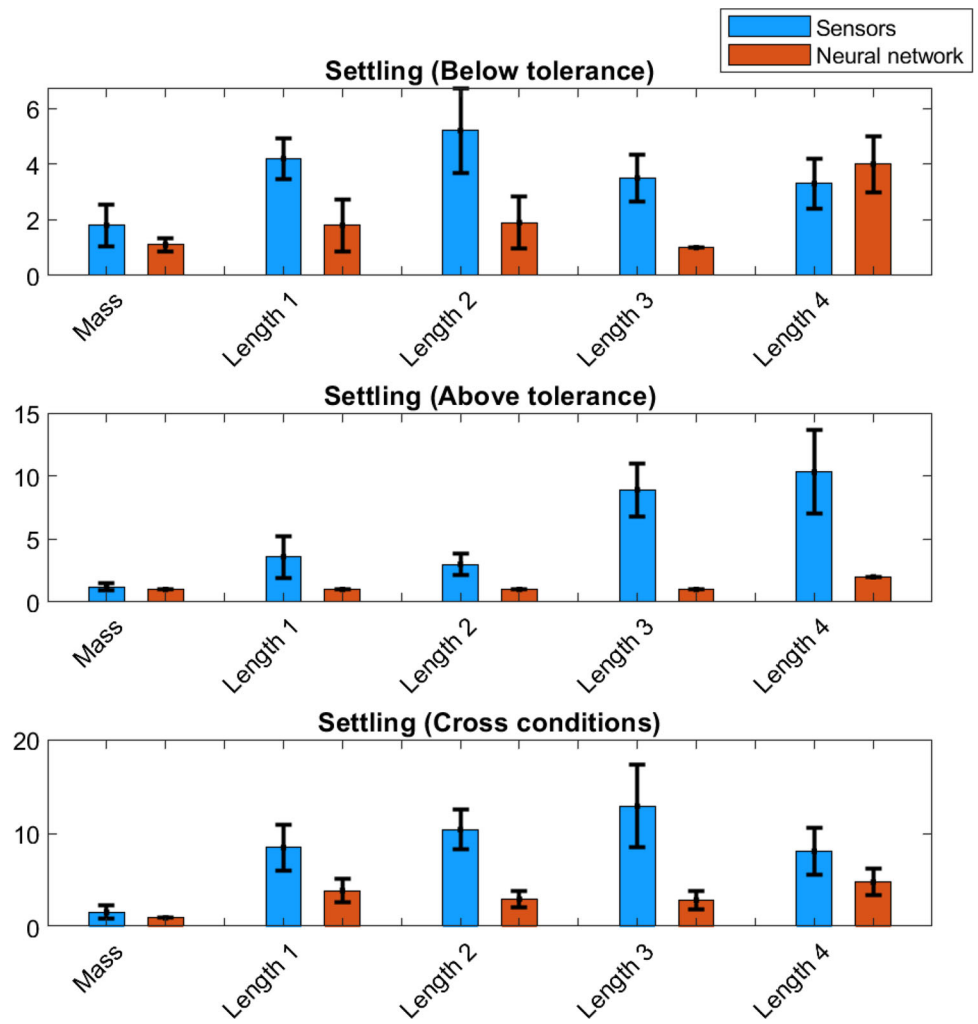 Sensors
Neural network
Settling (Below tolerance)
6
4
2
0
Mass
Length 1
Length 2
Length 3
Length 4
Settling (Above tolerance)
15
10
5
0
Mass
Length 1
Length 2
Length 3
Length 4
Settling (Cross conditions)
20
10
0
Mass
Length 1
Length 2
Length 3
Length 4